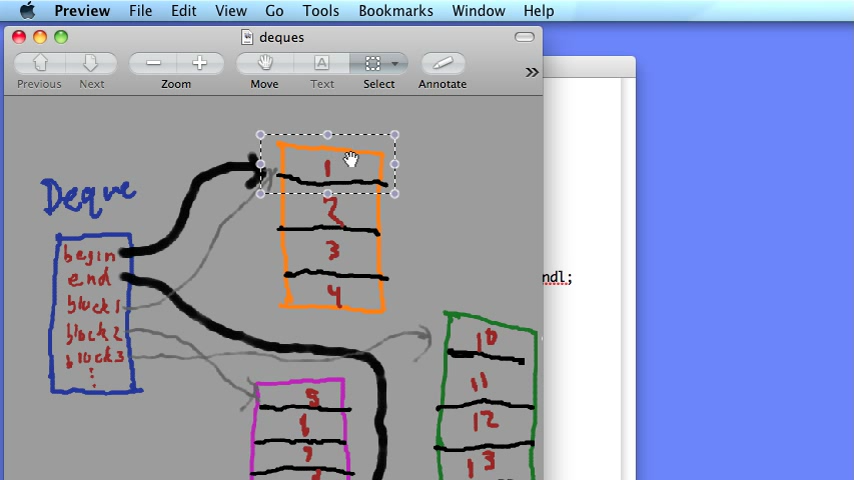 Preview File Edit View Go Tools Bookmarks Window Help
deques
Previous Next Zoom Move Text Select Annotate
Deque
begin
end
block1
block2
block3
:
1
2
3
4
5
6
7
10
11
12
13
ndl;